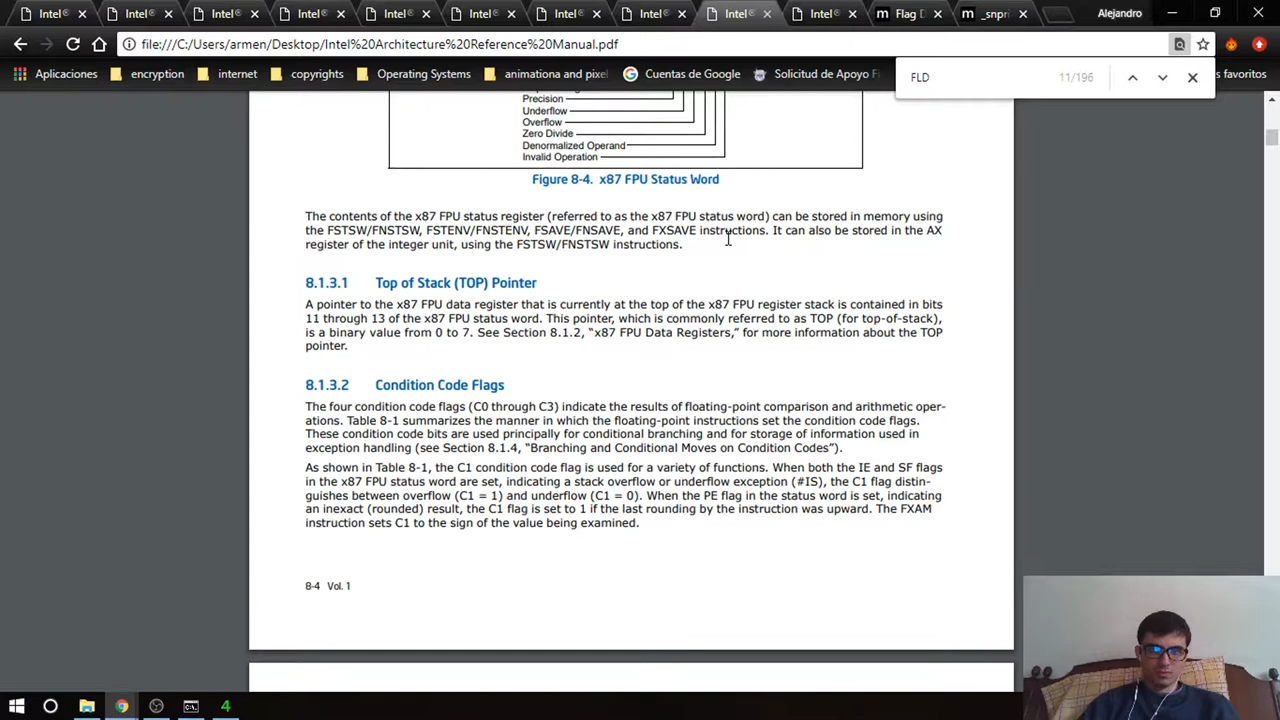 Intel®
Intel®
Intel®
Intel®
Intel®
Intel®
Intel®
Intel®
Intel®
Intel®
Flag D
_snpri
Alejandro
file:///C:/Users/armen/Desktop/Intel%20Architecture%20Reference%20Manual.pdf
Aplicaciones
encryption
internet
copyrights
Operating Systems
animationa and pixel
Cuentas de Google
Solicitud de Apoyo Fi
s favoritos
FLD
11/196
Precision
Underflow
Overflow
Zero Divide
Denormalized Operand
Invalid Operation
Figure 8-4. x87 FPU Status Word
The contents of the x87 FPU status register (referred to as the x87 FPU status word) can be stored in memory using
the FSTSW/FNSTSW, FSTENV/FNSTENV, FSAVE/FNSAVE, and FXSAVE instructions. It can also be stored in the AX
register of the integer unit, using the FSTSW/FNSTSW instructions.
8.1.3.1 Top of Stack (TOP) Pointer
A pointer to the x87 FPU data register that is currently at the top of the x87 FPU register stack is contained in bits
11 through 13 of the x87 FPU status word. This pointer, which is commonly referred to as TOP (for top-of-stack),
is a binary value from 0 to 7. See Section 8.1.2, “x87 FPU Data Registers,” for more information about the TOP
pointer.
8.1.3.2 Condition Code Flags
The four condition code flags (C0 through C3) indicate the results of floating-point comparison and arithmetic oper-
ations. Table 8-1 summarizes the manner in which the floating-point instructions set the condition code flags.
These condition code bits are used principally for conditional branching and for storage of information used in
exception handling (see Section 8.1.4, “Branching and Conditional Moves on Condition Codes”).
As shown in Table 8-1, the C1 condition code flag is used for a variety of functions. When both the IE and SF flags
in the x87 FPU status word are set, indicating a stack overflow or underflow exception (#IS), the C1 flag distin-
guishes between overflow (C1 = 1) and underflow (C1 = 0). When the PE flag in the status word is set, indicating
an inexact (rounded) result, the C1 flag is set to 1 if the last rounding by the instruction was upward. The FXAM
instruction sets C1 to the sign of the value being examined.
8-4 Vol. 1